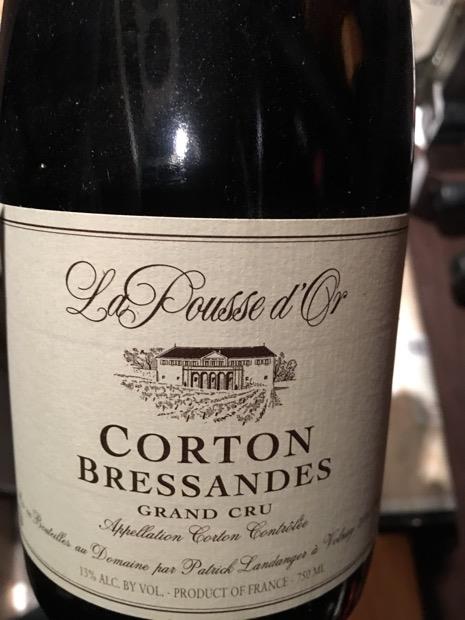 La Pousse d'Or
CORTON
BRESSANDES
GRAND CRU
Appellation Corton Contrôlée
Bouteilles au Domaine par Patrick Landanger à Volnay
13% ALC. BY VOL. - PRODUCT OF FRANCE - 750 ML